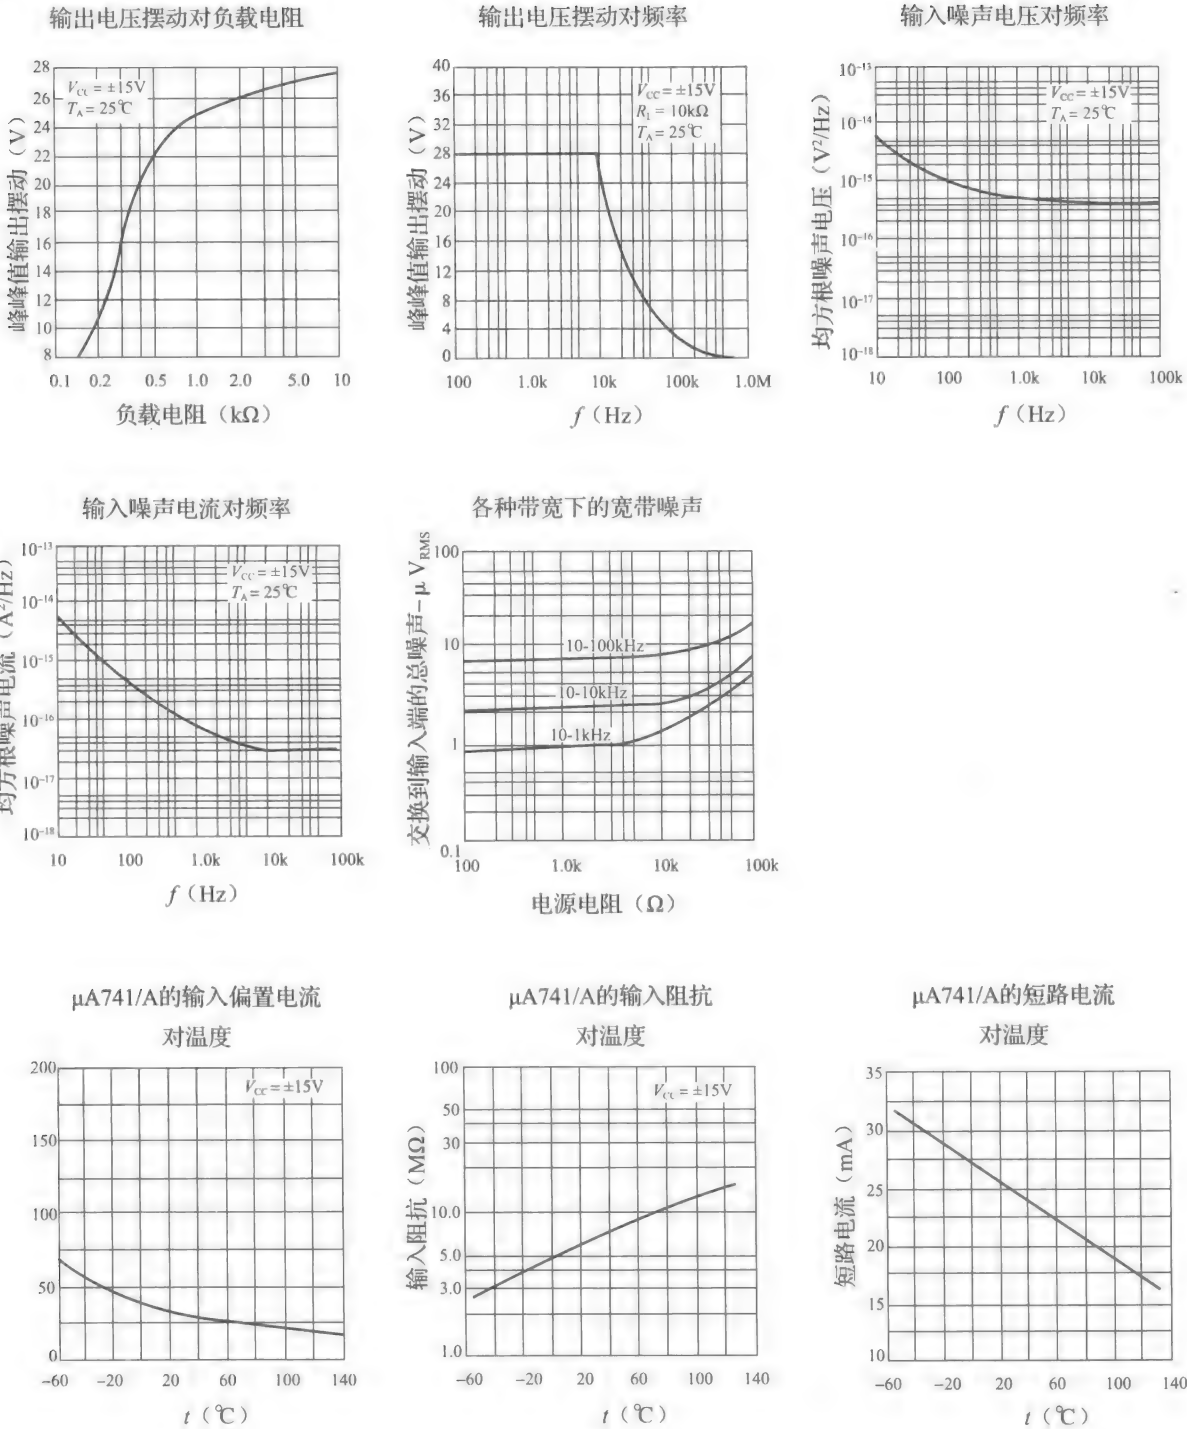 输出电压摆动对负载电阻
28
26
24
22
20
18
16
14
12
10
8
V_CC = ±15V
T_A = 25℃
峰峰值输出摆动（V）
0.1 0.2 0.5 1.0 2.0 5.0 10
负载电阻（kΩ）
输出电压摆动对频率
40
36
32
28
24
20
16
12
8
4
0
V_CC = ±15V
R_1 = 10kΩ
T_A = 25℃
峰峰值输出摆动（V）
100 1.0k 10k 100k 1.0M
f（Hz）
输入噪声电压对频率
10^-13
10^-14
10^-15
10^-16
10^-17
10^-18
V_CC = ±15V
T_A = 25℃
均方根噪声电压（V²/Hz）
10 100 1.0k 10k 100k
f（Hz）
输入噪声电流对频率
10^-13
10^-14
10^-15
10^-16
10^-17
10^-18
V_CC = ±15V
T_A = 25℃
均方根噪声电流（A²/Hz）
10 100 1.0k 10k 100k
f（Hz）
各种带宽下的宽带噪声
100
10
1
0.1
10-100kHz
10-10kHz
10-1kHz
交换到输入端的总噪声-μ V_RMS
100 1.0k 10k 100k
电源电阻（Ω）
μA741/A的输入偏置电流
对温度
200
150
100
50
0
V_CC = ±15V
-60 -20 20 60 100 140
t（℃）
μA741/A的输入阻抗
对温度
100
50
30
10.0
5.0
3.0
1.0
V_CC = ±15V
输入阻抗（MΩ）
-60 -20 20 60 100 140
t（℃）
μA741/A的短路电流
对温度
35
30
25
20
15
10
短路电流（mA）
-60 -20 20 60 100 140
t（℃）